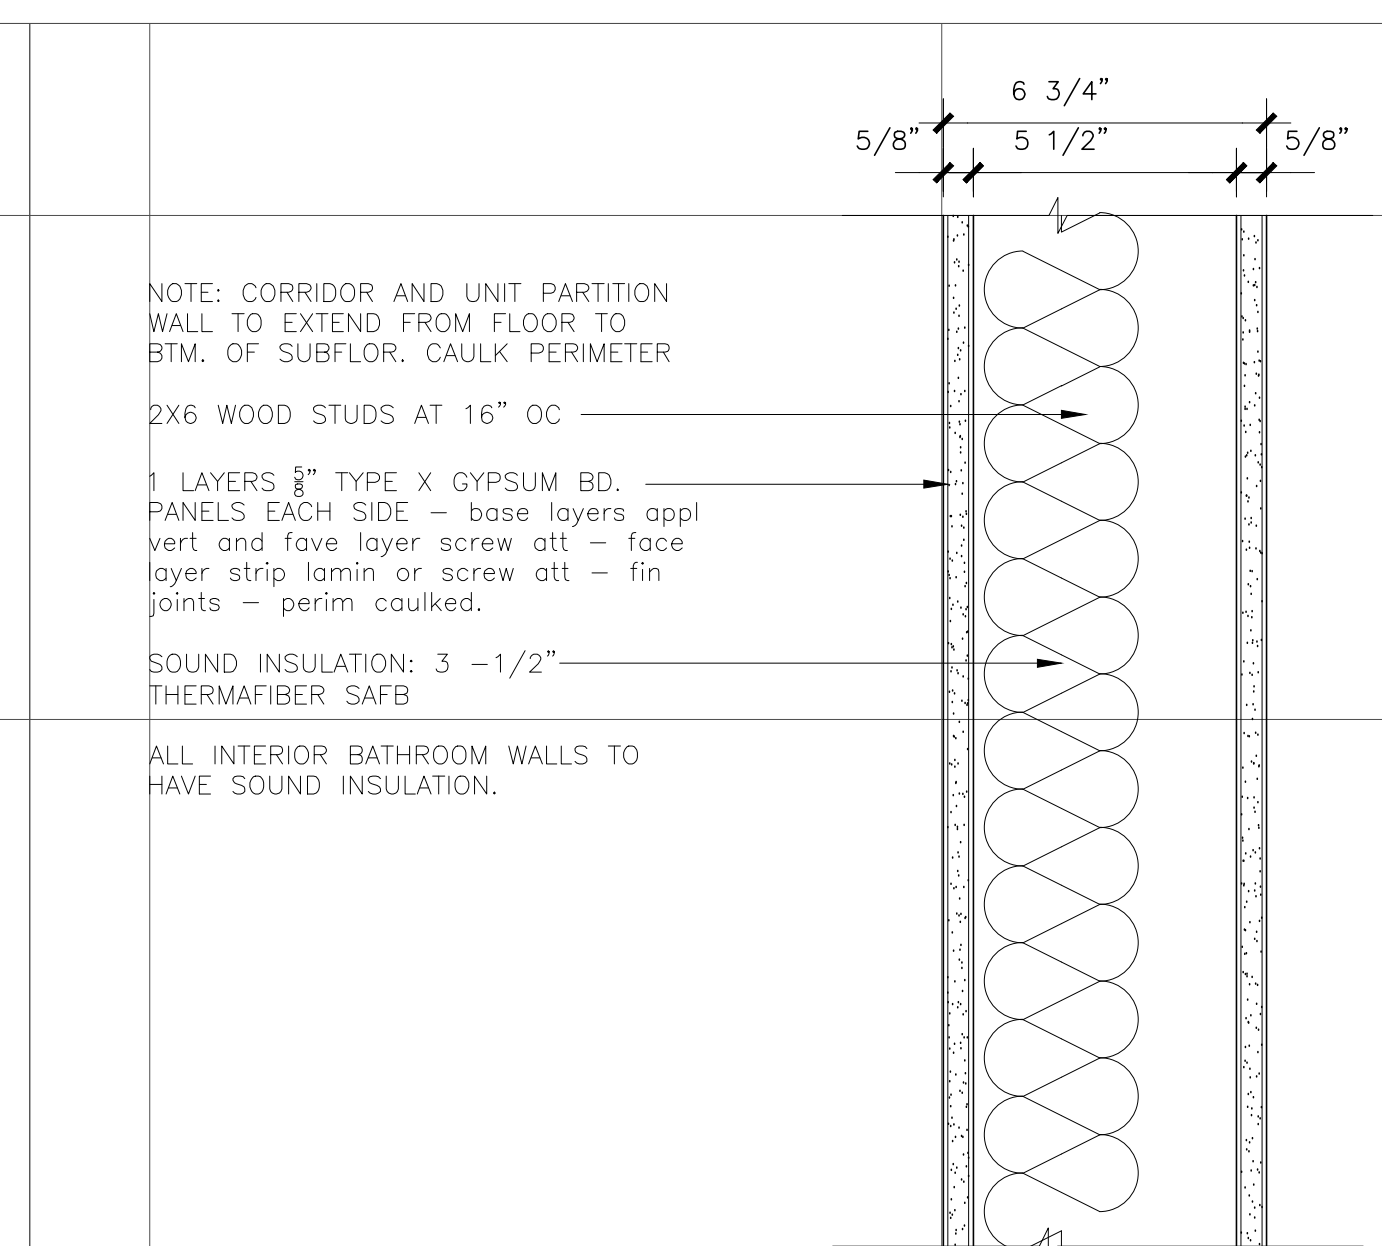 6 3/4”
5/8” 5 1/2” 5/8”
NOTE: CORRIDOR AND UNIT PARTITION
WALL TO EXTEND FROM FLOOR TO
BTM. OF SUBFLOR. CAULK PERIMETER
2X6 WOOD STUDS AT 16” OC
1 LAYERS 5/8” TYPE X GYPSUM BD.
PANELS EACH SIDE – base layers appl
vert and fave layer screw att – face
layer strip lamin or screw att – fin
joints – perim caulked.
SOUND INSULATION: 3 –1/2”
THERMAFIBER SAFB
ALL INTERIOR BATHROOM WALLS TO
HAVE SOUND INSULATION.